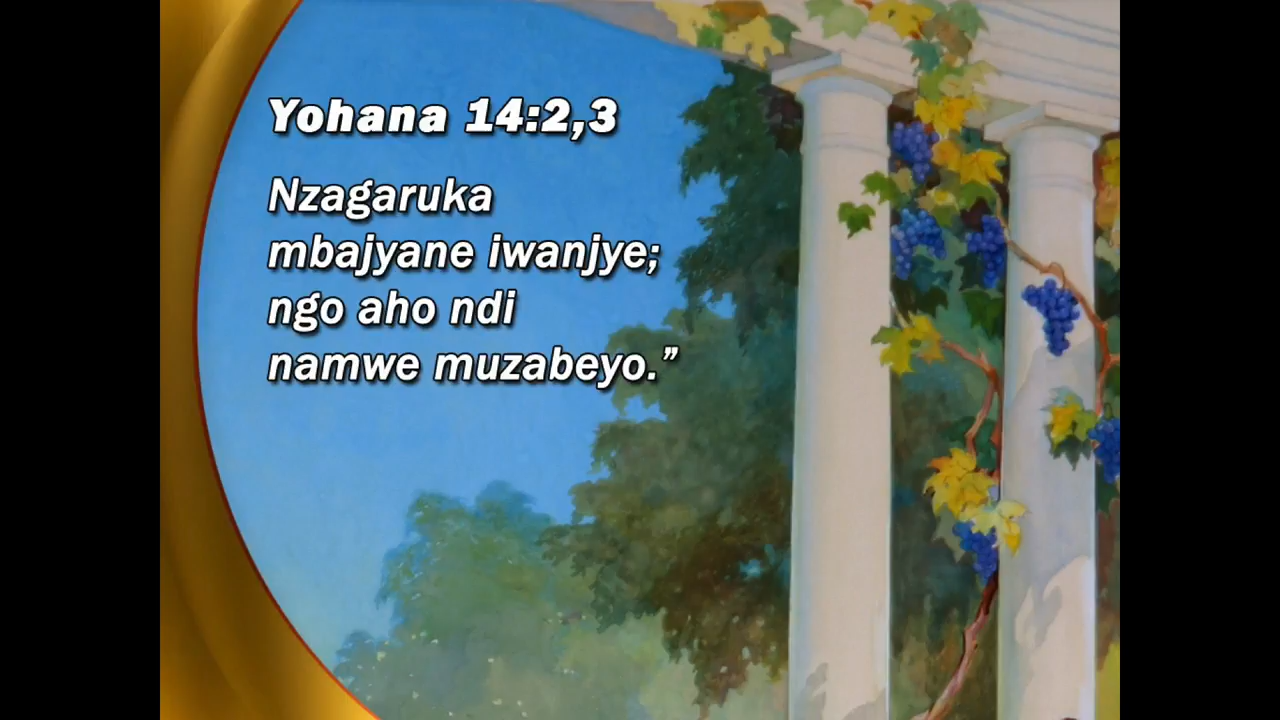 Yohana 14:2,3
Nzagaruka
mbajyane iwanjye;
ngo aho ndi
namwe muzabeyo.”